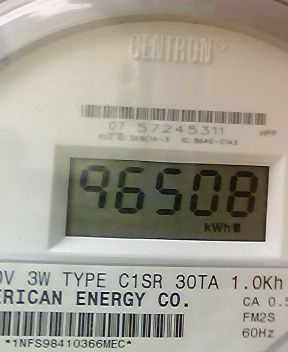 CENTRON®
07 57245311 HPP
96508
kWh
0V 3W TYPE C1SR 30TA 1.0Kh
ERICAN ENERGY CO.
CA 0.5
FM2S
60Hz
*1NFS98410366MEC*